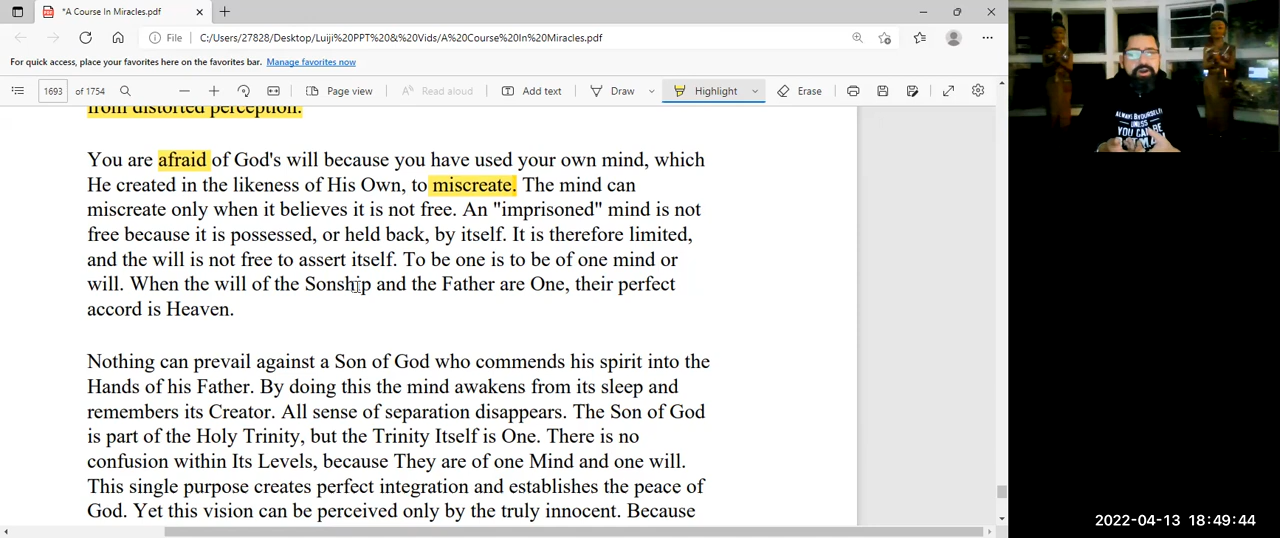 *A Course In Miracles.pdf
File C:/Users/27828/Desktop/Luiji%20PPT%20&%20Vids/A%20Course%20In%20Miracles.pdf
For quick access, place your favorites here on the favorites bar. Manage favorites now
1693 of 1754 Page view Read aloud Add text Draw Highlight Erase
from distorted perception.
You are afraid of God's will because you have used your own mind, which
He created in the likeness of His Own, to miscreate. The mind can
miscreate only when it believes it is not free. An "imprisoned" mind is not
free because it is possessed, or held back, by itself. It is therefore limited,
and the will is not free to assert itself. To be one is to be of one mind or
will. When the will of the Sonship and the Father are One, their perfect
accord is Heaven.
Nothing can prevail against a Son of God who commends his spirit into the
Hands of his Father. By doing this the mind awakens from its sleep and
remembers its Creator. All sense of separation disappears. The Son of God
is part of the Holy Trinity, but the Trinity Itself is One. There is no
confusion within Its Levels, because They are of one Mind and one will.
This single purpose creates perfect integration and establishes the peace of
God. Yet this vision can be perceived only by the truly innocent. Because
ALWAYS BE YOURSELF
UNLESS
YOU CAN BE
2022-04-13 18:49:44